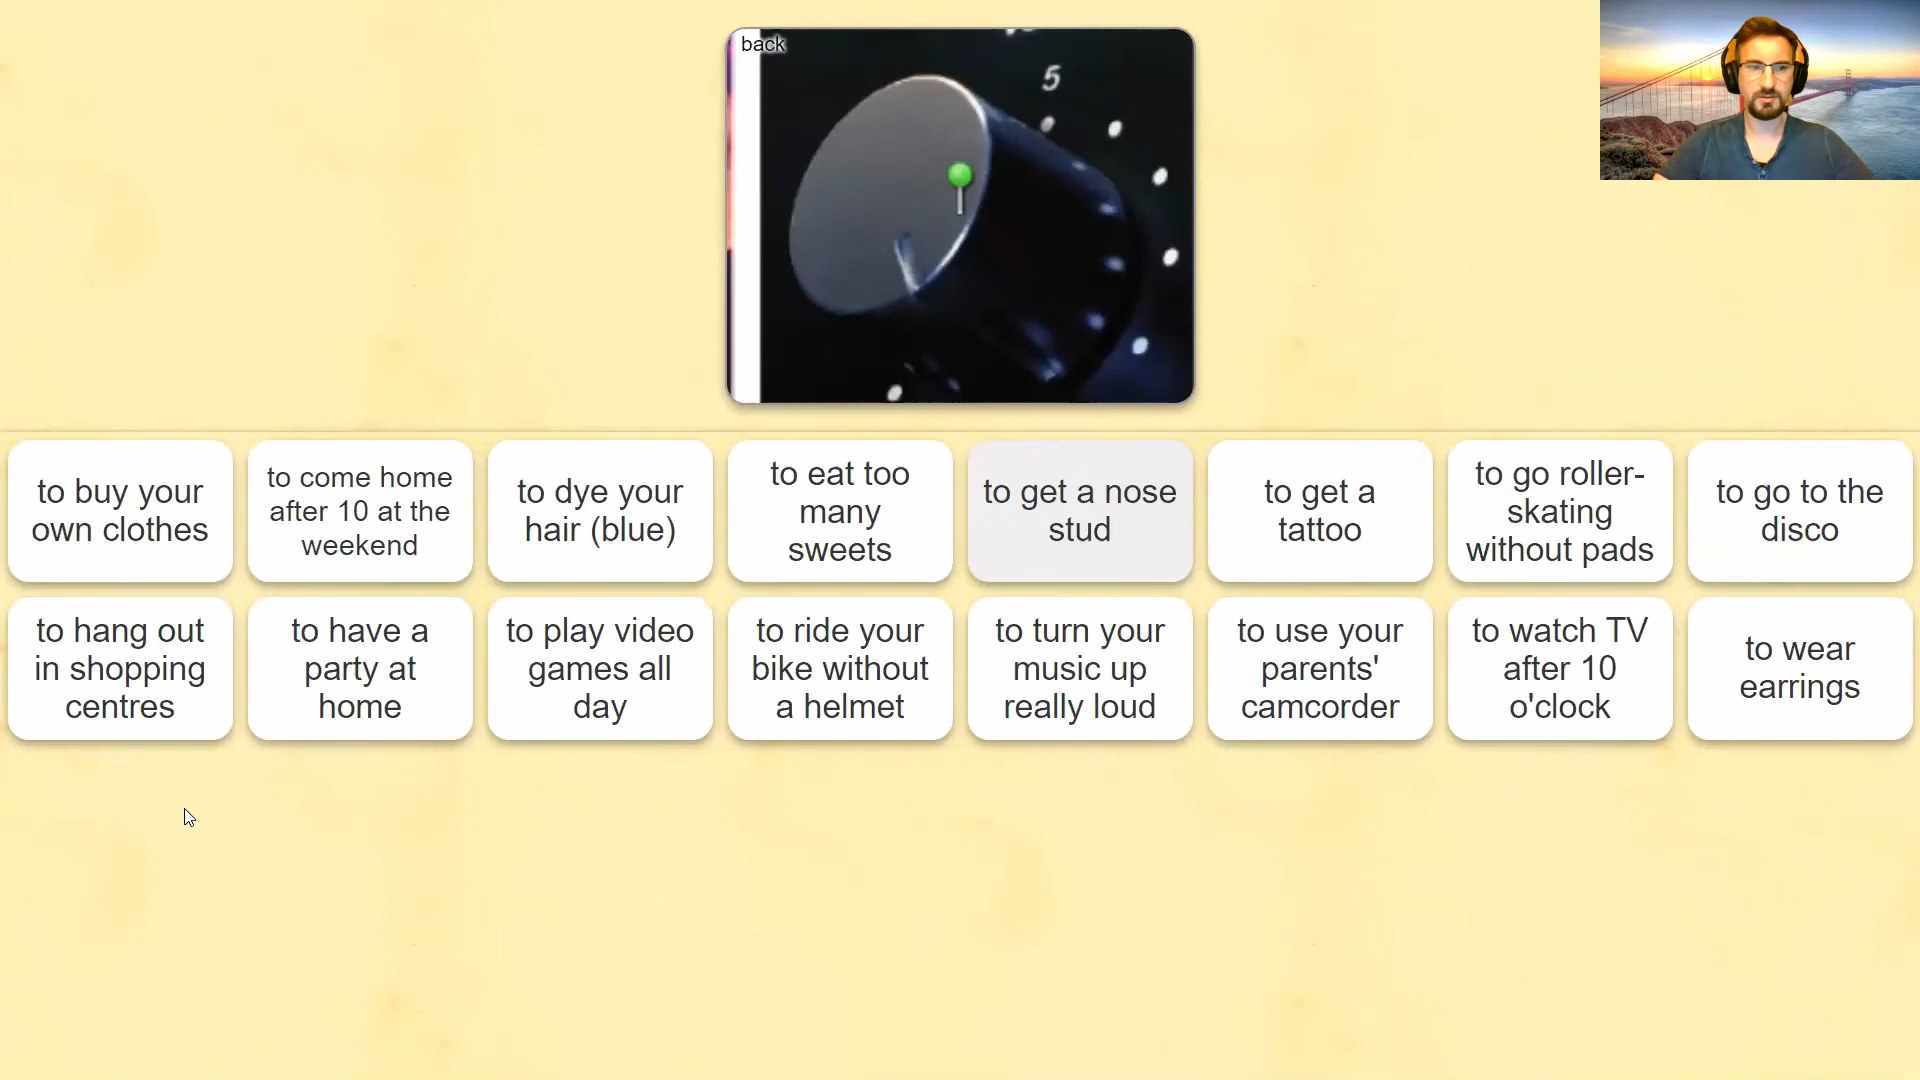 back
5
to buy your
own clothes
to come home
after 10 at the
weekend
to dye your
hair (blue)
to eat too
many
sweets
to get a nose
stud
to get a
tattoo
to go roller-
skating
without pads
to go to the
disco
to hang out
in shopping
centres
to have a
party at
home
to play video
games all
day
to ride your
bike without
a helmet
to turn your
music up
really loud
to use your
parents'
camcorder
to watch TV
after 10
o'clock
to wear
earrings